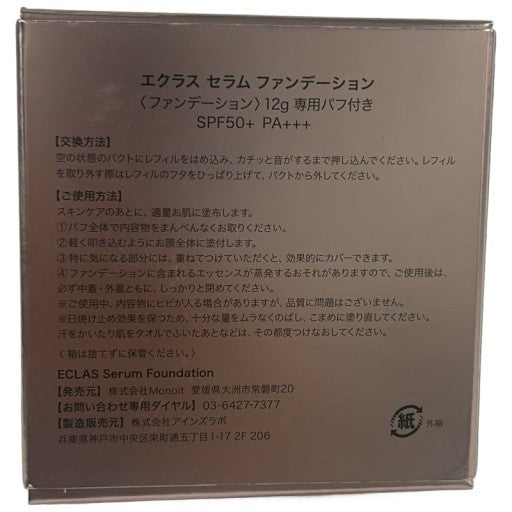 エクラス セラム ファンデーション
〈ファンデーション〉12g 専用パフ付き
SPF50+ PA+++
【交換方法】
空の状態のパクトにレフィルをはめ込み、カチッと音がするまで押し込んでください。レフィル
を取り外す際はレフィルのフタをひっぱり上げて、パクトから外してください。
【ご使用方法】
スキンケアのあとに、適量お肌に塗布します。
①パフ全体で内容物をまんべんなくお取りください。
②軽く叩き込むようにお顔全体に塗付します。
③特に気になる部分には、重ねてつけていただくと、効果的にカバーできます。
④ファンデーションに含まれるエッセンスが蒸発するおそれがありますので、ご使用後は、
必ず中蓋・外蓋ともに、しっかりと閉めてください。
※ご使用中、内容物にヒビが入る場合がありますが、品質に問題はございません。
※日焼け止め効果を保つため、十分な量をムラなくのばし、こまめに塗り直してください。
汗をかいたり肌をタオルでふいたあとなどは、その都度つけなおしてください。
〈 箱は捨てずに保管ください。〉
ECLAS Serum Foundation
【発売元】株式会社Monoit 愛媛県大洲市常磐町20
【お問い合わせ専用ダイヤル】 03-6427-7377
【製造販売元】株式会社アインズラボ
兵庫県神戸市中央区栄町通五丁目1-17 2F 206
紙 外箱